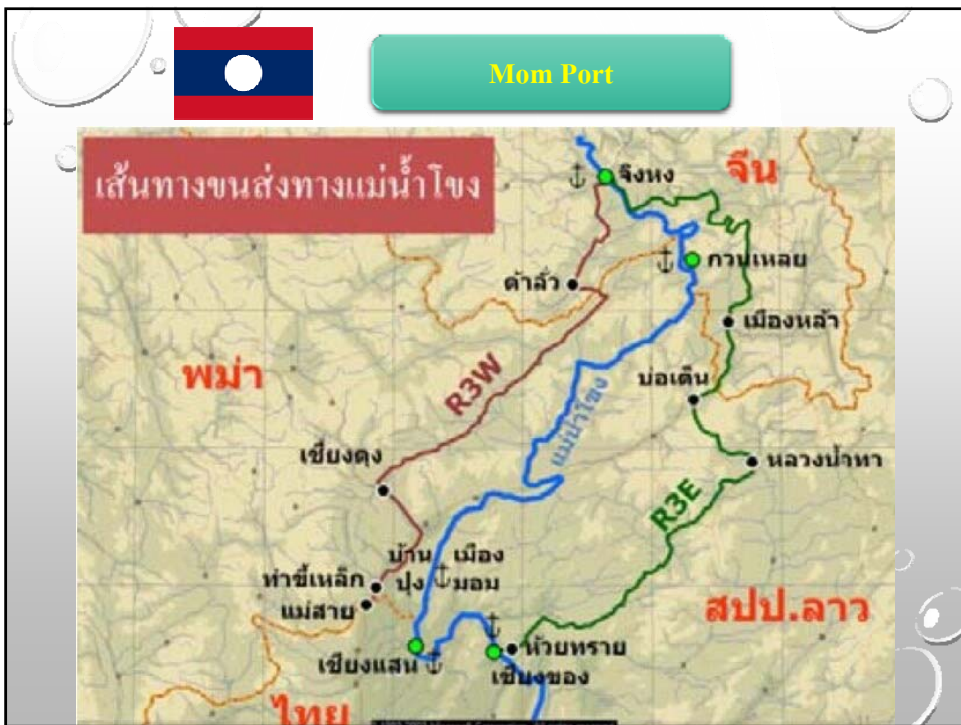 Mom Port
เส้นทางขนส่งทางแม่น้ำโขง
จิงหง
จีน
กวนเหลย
ต้าลั่ว
เมืองหล้า
พม่า
R3W
บ่อเต็น
แม่น้ำโขง
เชียงตุง
หลวงน้ำทา
R3E
บ้าน
ปุง
เมือง
มอม
ท่าขี้เหล็ก
แม่สาย
สปป.ลาว
ห้วยทราย
เชียงแสน
เชียงของ
ไทย